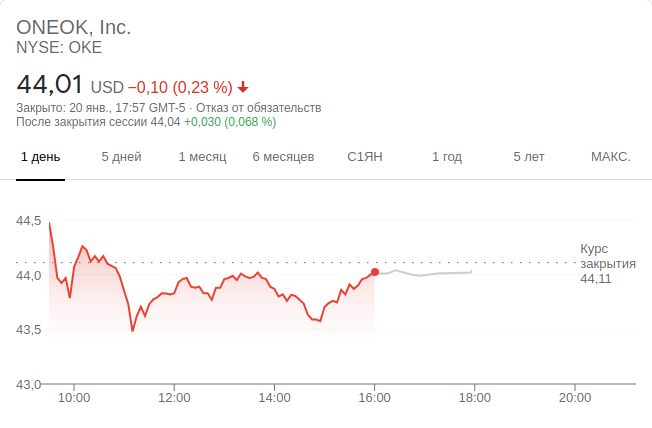 ONEOK, Inc.
NYSE: OKE
44,01 USD −0,10 (0,23 %)
Закрыто: 20 янв., 17:57 GMT-5 · Отказ от обязательств
После закрытия сессии 44,04 +0,030 (0,068 %)
1 день 5 дней 1 месяц 6 месяцев С1ЯН 1 год 5 лет МАКС.
44,5
Курс
закрытия
44,11
44,0
43,5
43,0
10:00 12:00 14:00 16:00 18:00 20:00